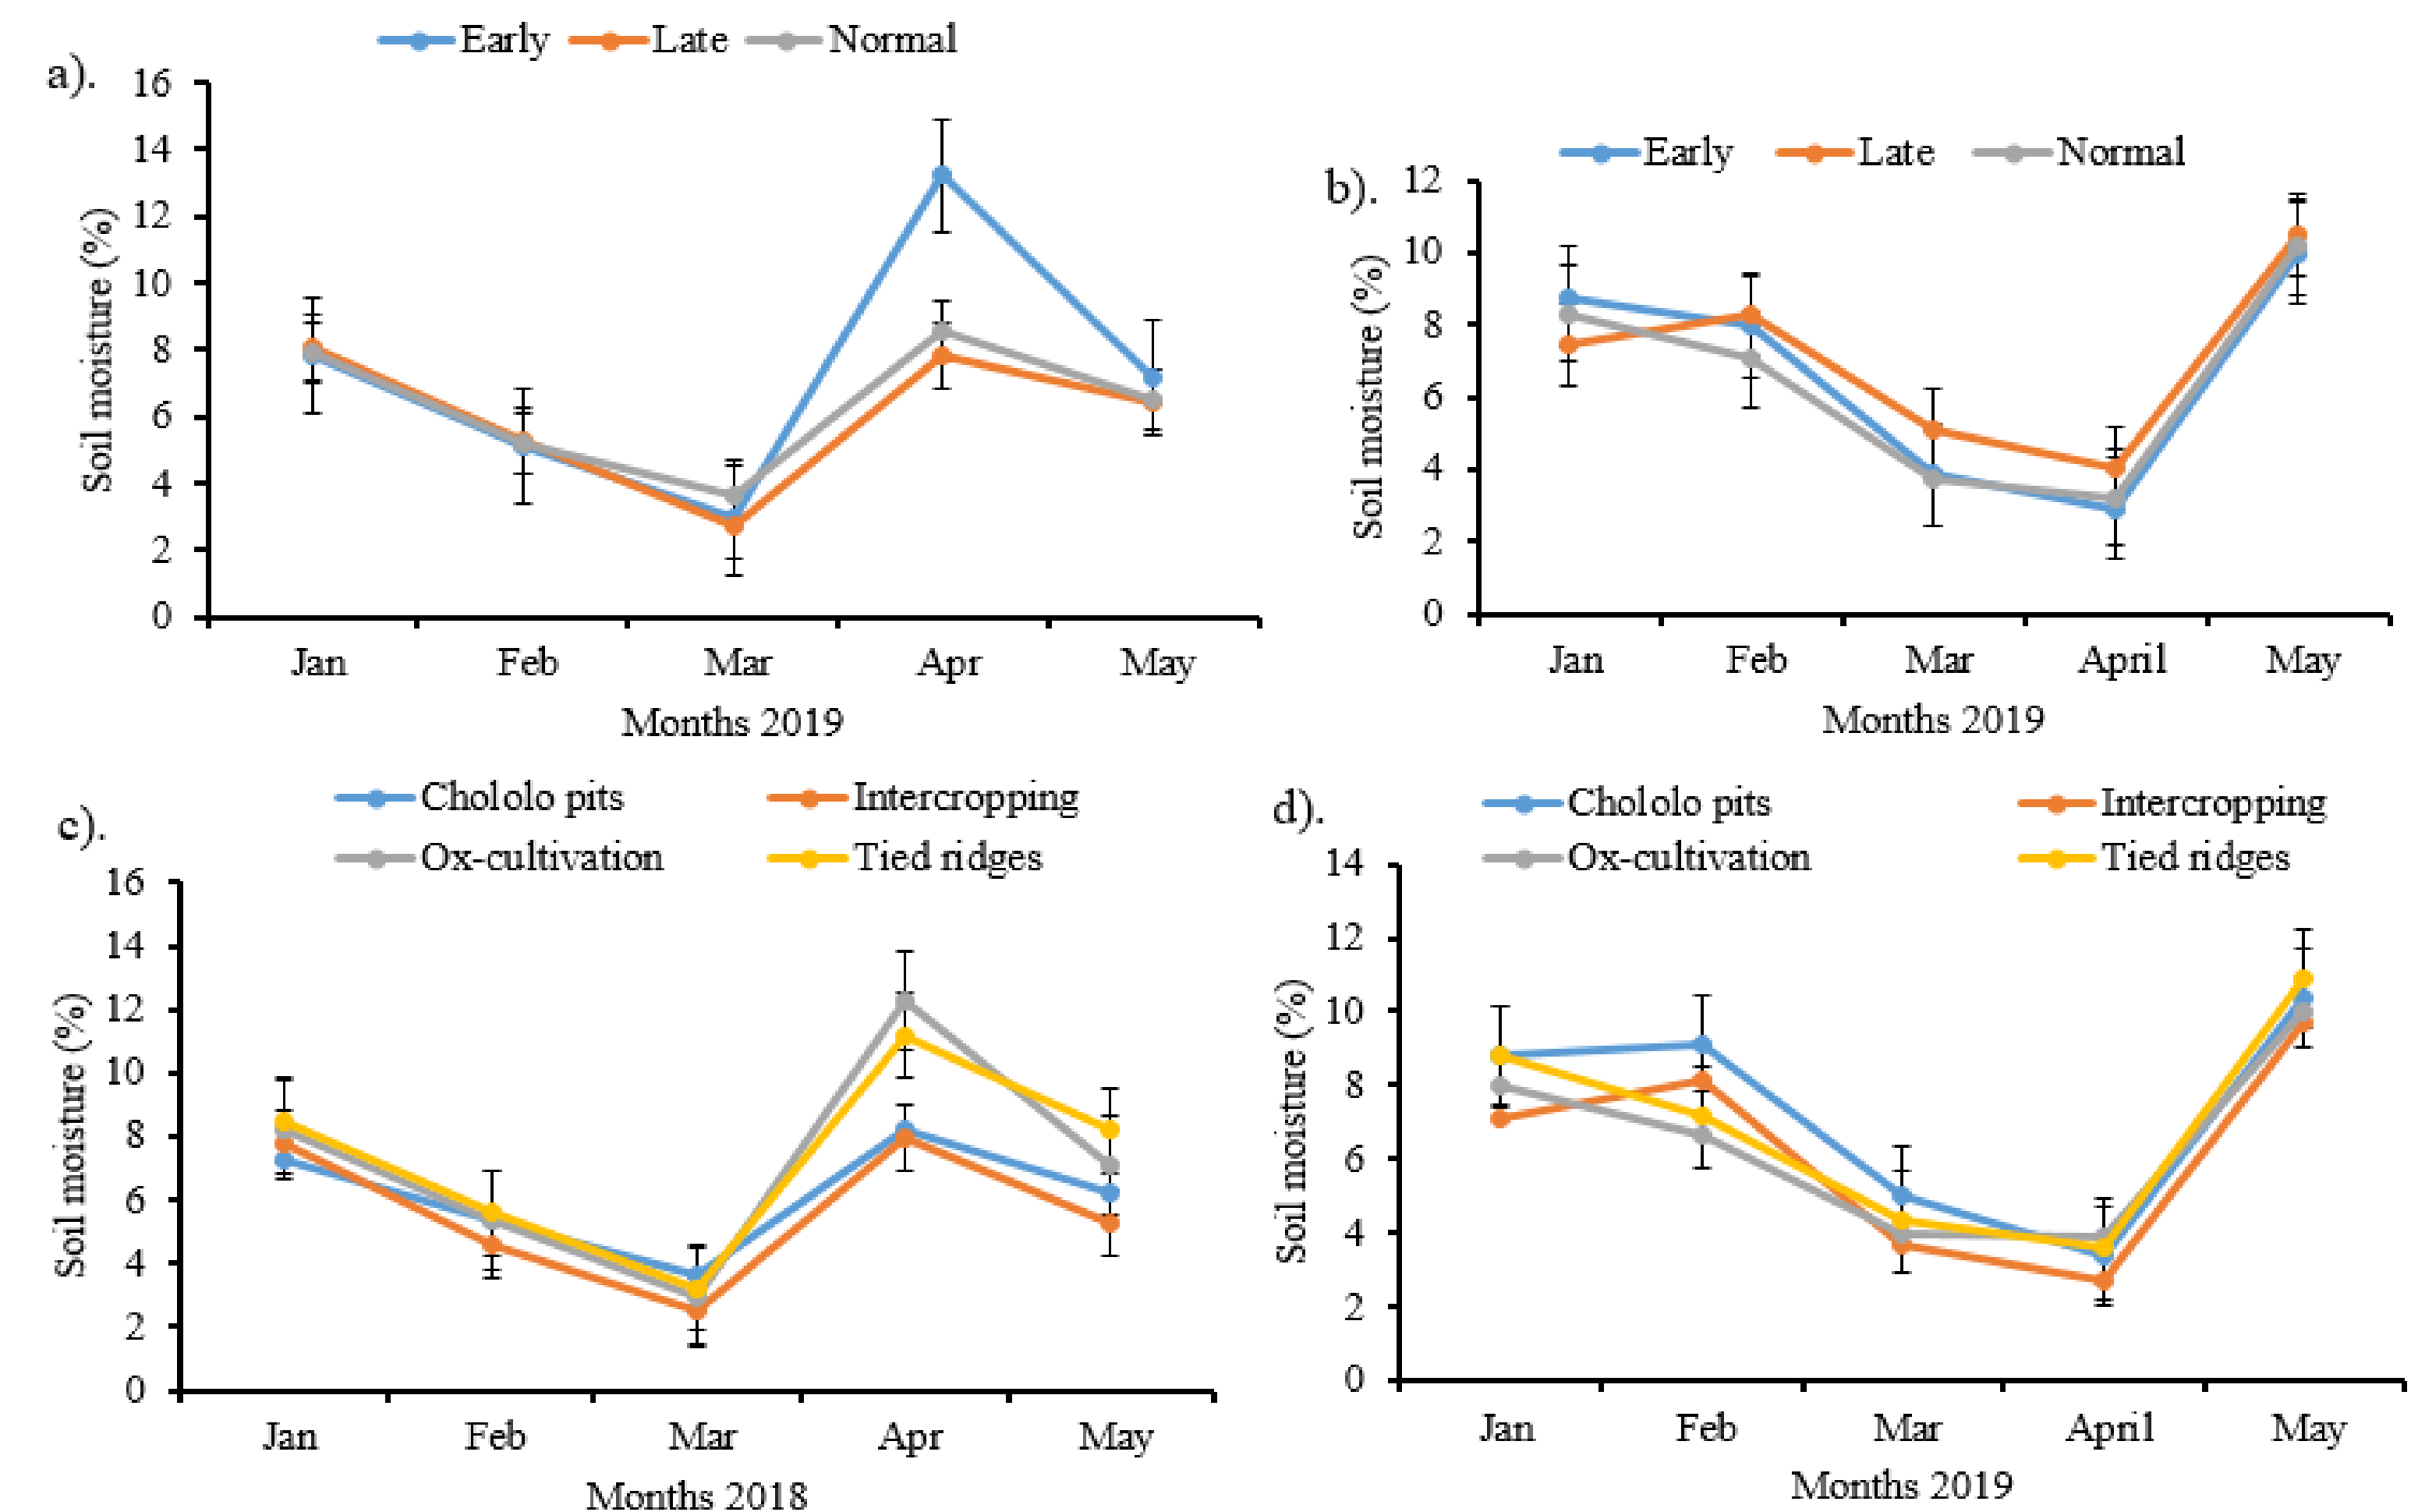 Early Late Normal
a).
16
14
12
10
8
6
4
2
0
Soil moisture (%)
Jan Feb Mar Apr May
Months 2019
Early Late Normal
b).
12
10
8
6
4
2
0
Soil moisture (%)
Jan Feb Mar April May
Months 2019
Chololo pits Intercropping
Ox-cultivation Tied ridges
c).
16
14
12
10
8
6
4
2
0
Soil moisture (%)
Jan Feb Mar Apr May
Months 2018
Chololo pits Intercropping
Ox-cultivation Tied ridges
d).
14
12
10
8
6
4
2
0
Soil moisture (%)
Jan Feb Mar April May
Months 2019